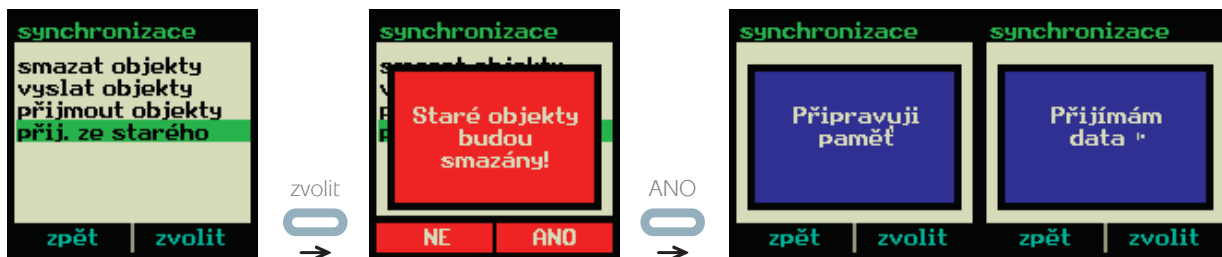 synchronizace
smazat objekty
vyslat objekty
přijmout objekty
přij. ze starého
zpět
zvolit
zvolit
synchronizace
Staré objekty
budou
smazány!
NE
ANO
ANO
synchronizace
Připravuji
paměť
zpět
zvolit
synchronizace
Přijímám
data
zpět
zvolit